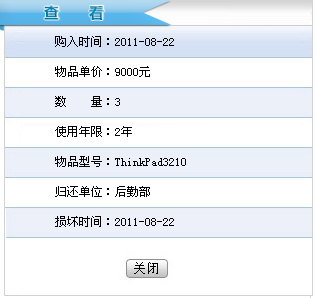 查 看
购入时间：2011-08-22
物品单价：9000元
数 量：3
使用年限：2年
物品型号：ThinkPad3210
归还单位：后勤部
损坏时间：2011-08-22
关闭